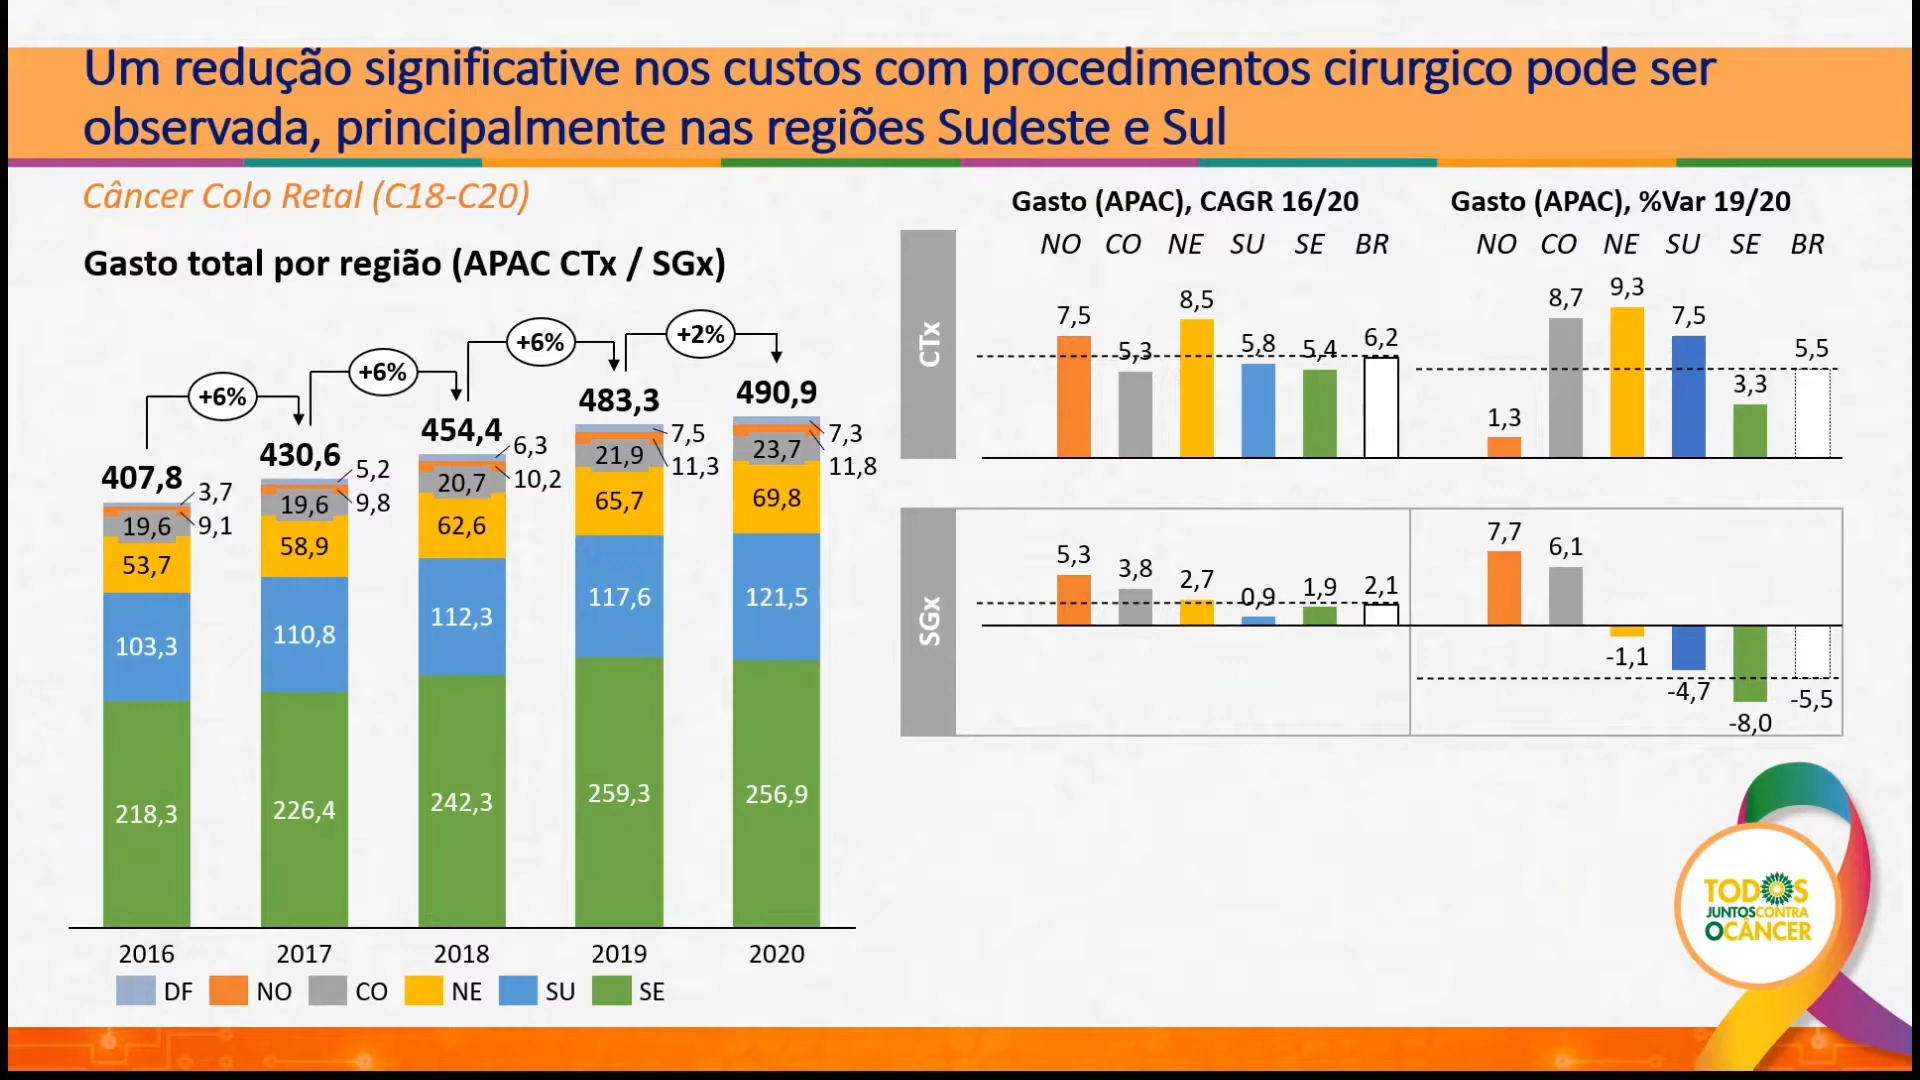 Um redução significative nos custos com procedimentos cirurgico pode ser
observada, principalmente nas regiões Sudeste e Sul
Câncer Colo Retal (C18-C20)
Gasto total por região (APAC CTx / SGx)
+6%
+6%
+6%
+2%
407,8
430,6
454,4
483,3
490,9
3,7
9,1
19,6
53,7
103,3
218,3
5,2
9,8
19,6
58,9
110,8
226,4
6,3
10,2
20,7
62,6
112,3
242,3
7,5
11,3
21,9
65,7
117,6
259,3
7,3
11,8
23,7
69,8
121,5
256,9
2016 2017 2018 2019 2020
DF NO CO NE SU SE
Gasto (APAC), CAGR 16/20
NO CO NE SU SE BR
CTx
7,5 5,3 8,5 5,8 5,4 6,2
Gasto (APAC), %Var 19/20
NO CO NE SU SE BR
1,3 8,7 9,3 7,5 3,3 5,5
SGx
5,3 3,8 2,7 0,9 1,9 2,1
7,7 6,1 -1,1 -4,7 -8,0 -5,5
TODOS
JUNTOSCONTRA
OCÂNCER